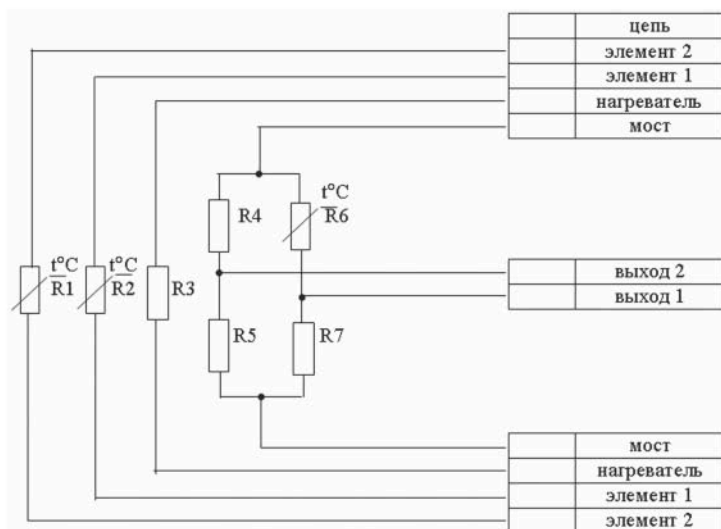 цепь
элемент 2
элемент 1
нагреватель
мост
t°C
R4
R6
выход 2
t°C
t°C
выход 1
R1
R2
R3
R5
R7
мост
нагреватель
элемент 1
элемент 2